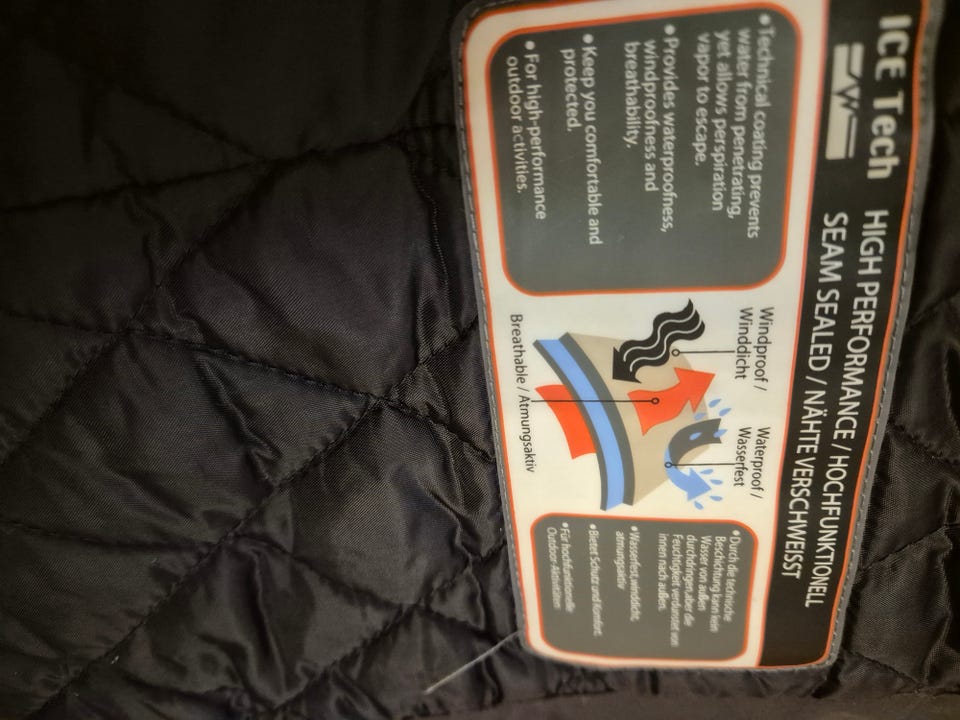 ICE Tech
HIGH PERFORMANCE / HOCHFUNKTIONELL
SEAM SEALED / NÄHTE VERSCHWEISST
•Technical coating prevents
water from penetrating,
yet allows perspiration
vapor to escape.
•Provides waterproofness,
windproofness and
breathability.
•Keep you comfortable and
protected.
•For high-performance
outdoor activities.
Windproof /
Winddicht
Waterproof /
Wasserfest
Breathable / Atmungsaktiv
•Durch die technische
Beschichtung kann kein
Wasser von außen
durchdringen,aber die
Feuchtigkeit verdunstet von
innen nach außen.
•Wasserfest,winddicht,
atmungsaktiv
•Bietet Schutz und Komfort
•Für hochfunktionelle
Outdoor-Aktivitäten